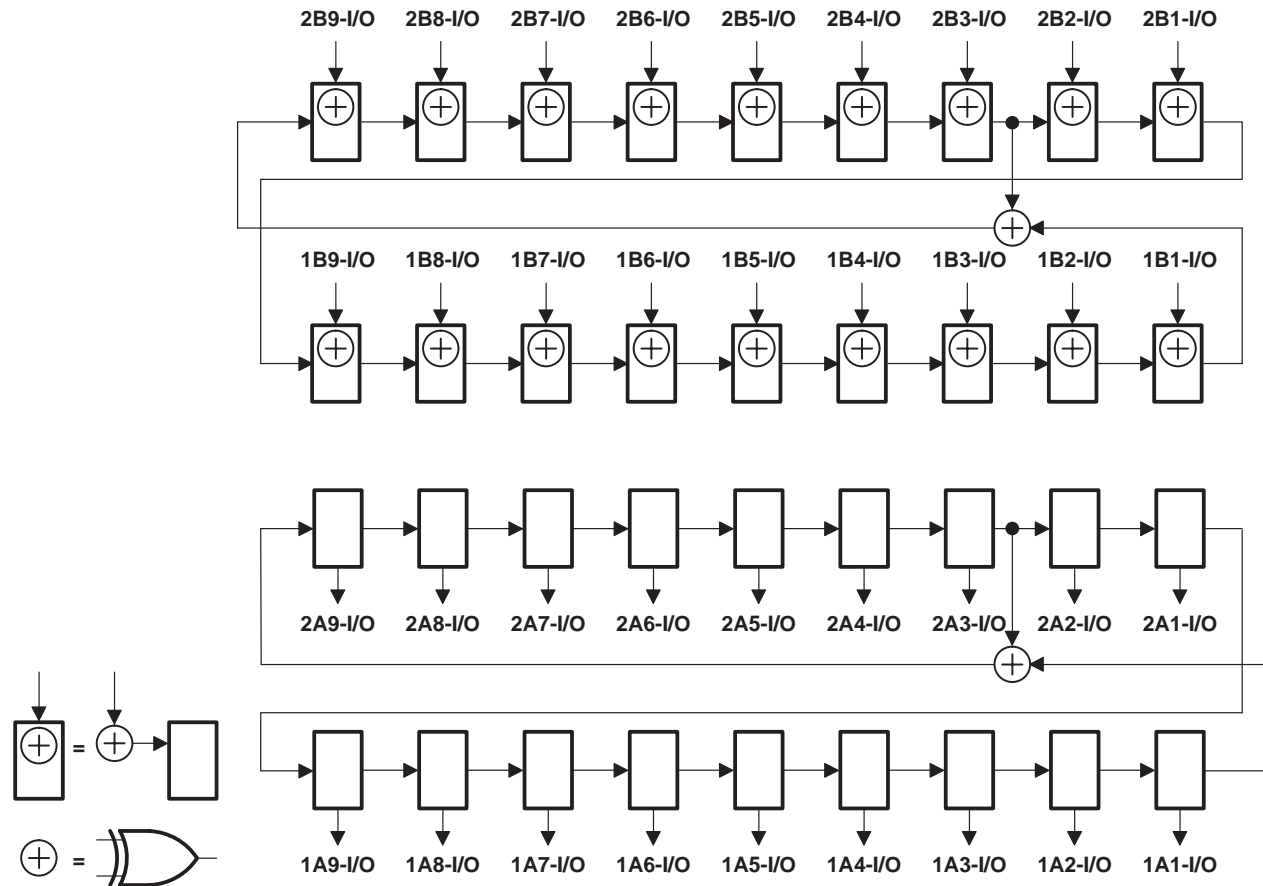 2B9-I/O 2B8-I/O 2B7-I/O 2B6-I/O 2B5-I/O 2B4-I/O 2B3-I/O 2B2-I/O 2B1-I/O
1B9-I/O 1B8-I/O 1B7-I/O 1B6-I/O 1B5-I/O 1B4-I/O 1B3-I/O 1B2-I/O 1B1-I/O
2A9-I/O 2A8-I/O 2A7-I/O 2A6-I/O 2A5-I/O 2A4-I/O 2A3-I/O 2A2-I/O 2A1-I/O
=
=
1A9-I/O 1A8-I/O 1A7-I/O 1A6-I/O 1A5-I/O 1A4-I/O 1A3-I/O 1A2-I/O 1A1-I/O